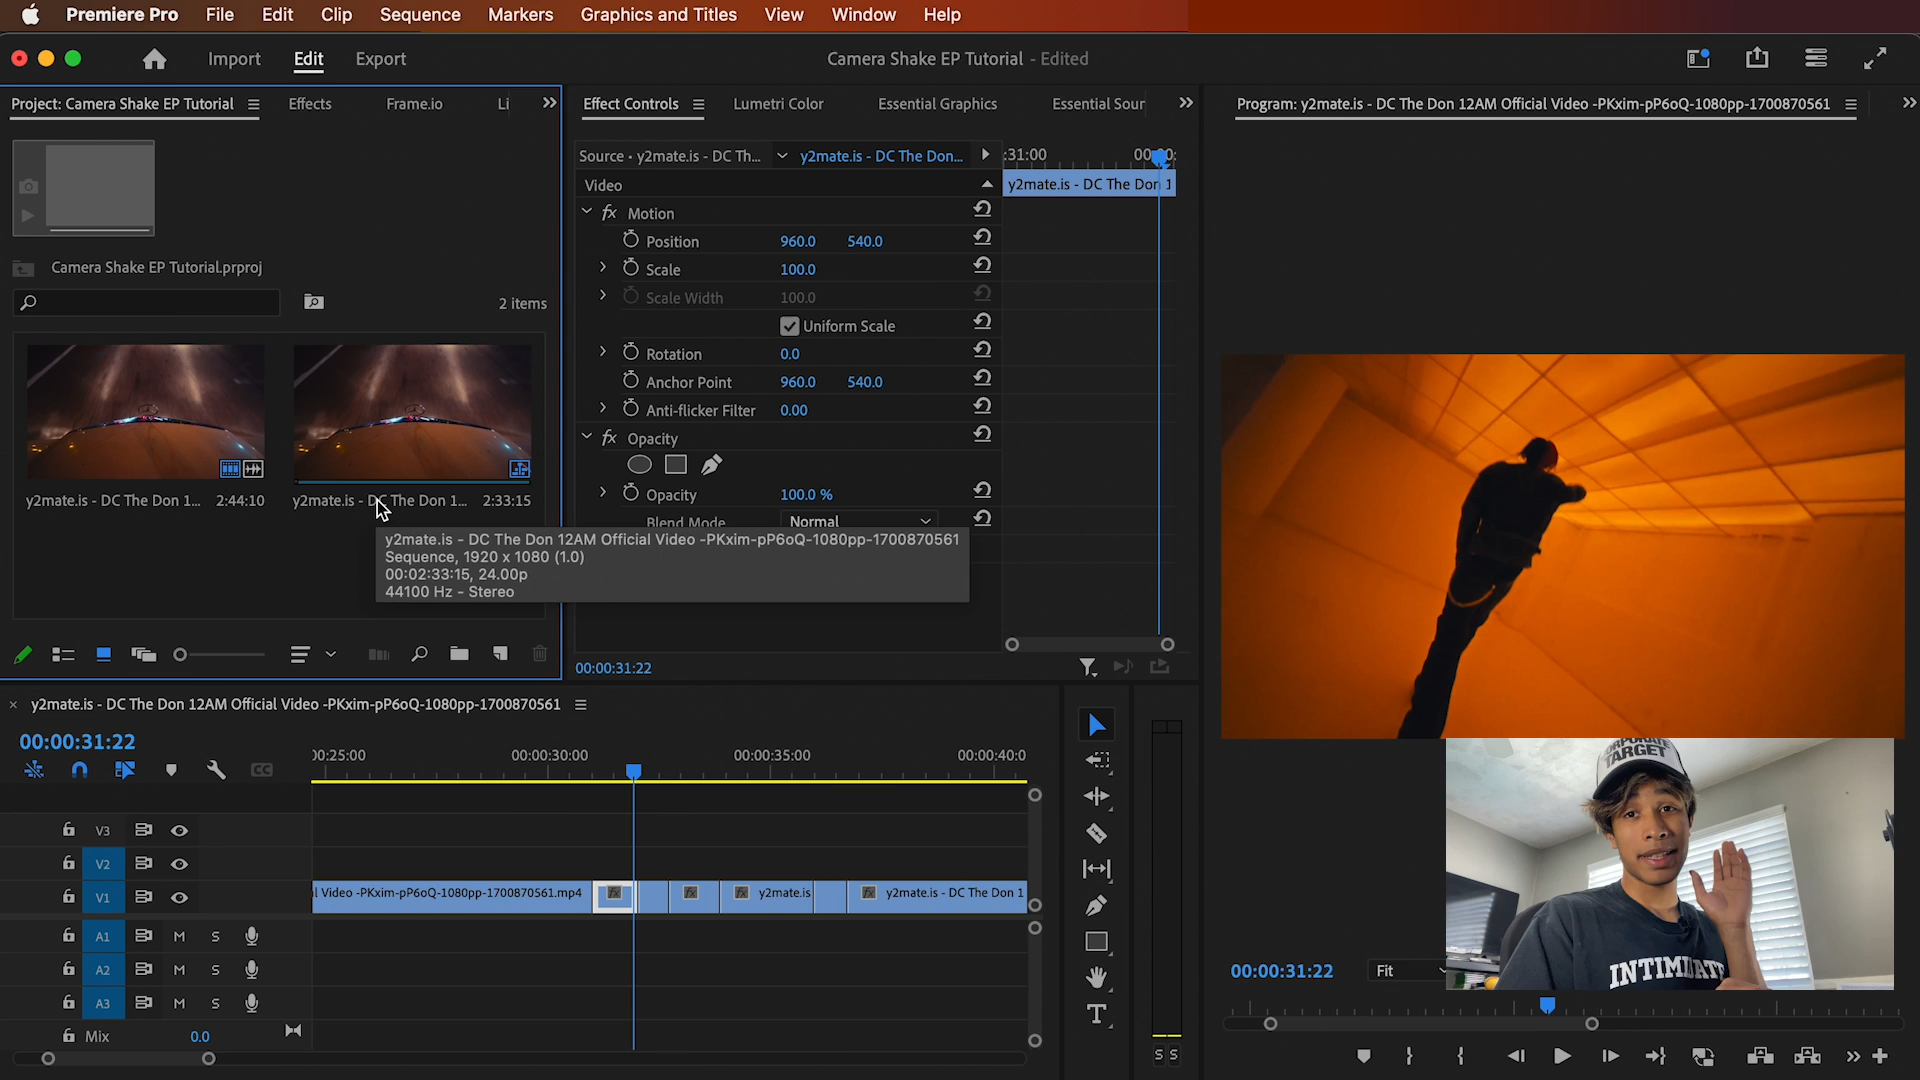 Premiere Pro File Edit Clip Sequence Markers Graphics and Titles View Window Help
Import Edit Export
Camera Shake EP Tutorial - Edited
Project: Camera Shake EP Tutorial
Effects
Frame.io
Li
Camera Shake EP Tutorial.prproj
2 items
y2mate.is - DC The Don 1... 2:44:10
y2mate.is - DC The Don 1... 2:33:15
Effect Controls
Lumetri Color
Essential Graphics
Essential Sour
Source • y2mate.is - DC Th...
y2mate.is - DC The Don...
:31:00
Video
y2mate.is - DC The Don 1
fx Motion
Position 960.0 540.0
Scale 100.0
Scale Width 100.0
Uniform Scale
Rotation 0.0
Anchor Point 960.0 540.0
Anti-flicker Filter 0.00
fx Opacity
Opacity 100.0 %
Blend Mode Normal
y2mate.is - DC The Don 12AM Official Video -PKxim-pP6oQ-1080pp-1700870561
Sequence, 1920 x 1080 (1.0)
00:02:33:15, 24.00p
44100 Hz - Stereo
00:00:31:22
Program: y2mate.is - DC The Don 12AM Official Video -PKxim-pP6oQ-1080pp-1700870561
CORPORATE
TARGET
00:00:31:22
Fit
× y2mate.is - DC The Don 12AM Official Video -PKxim-pP6oQ-1080pp-1700870561
00:00:31:22
CC
00:25:00
00:00:30:00
00:00:35:00
00:00:40:0
V3
V2
V1
l Video -PKxim-pP6oQ-1080pp-1700870561.mp4
fx
fx
fx y2mate.is
fx y2mate.is - DC The Don 1
A1 M S
A2 M S
A3 M S
Mix 0.0
T
S S